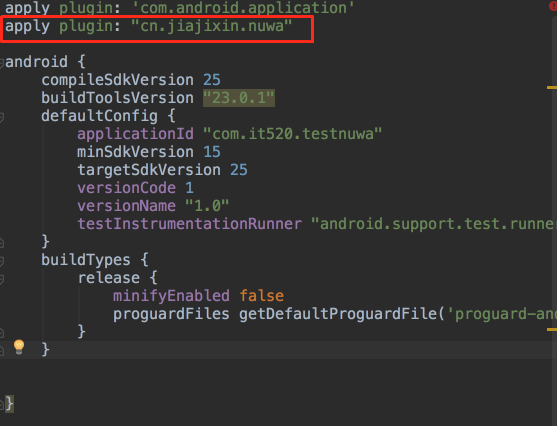 apply plugin: 'com.android.application'
apply plugin: "cn.jiajixin.nuwa"
android {
compileSdkVersion 25
buildToolsVersion "23.0.1"
defaultConfig {
applicationId "com.it520.testnuwa"
minSdkVersion 15
targetSdkVersion 25
versionCode 1
versionName "1.0"
testInstrumentationRunner "android.support.test.runner
}
buildTypes {
release {
minifyEnabled false
proguardFiles getDefaultProguardFile('proguard-an
}
}
}